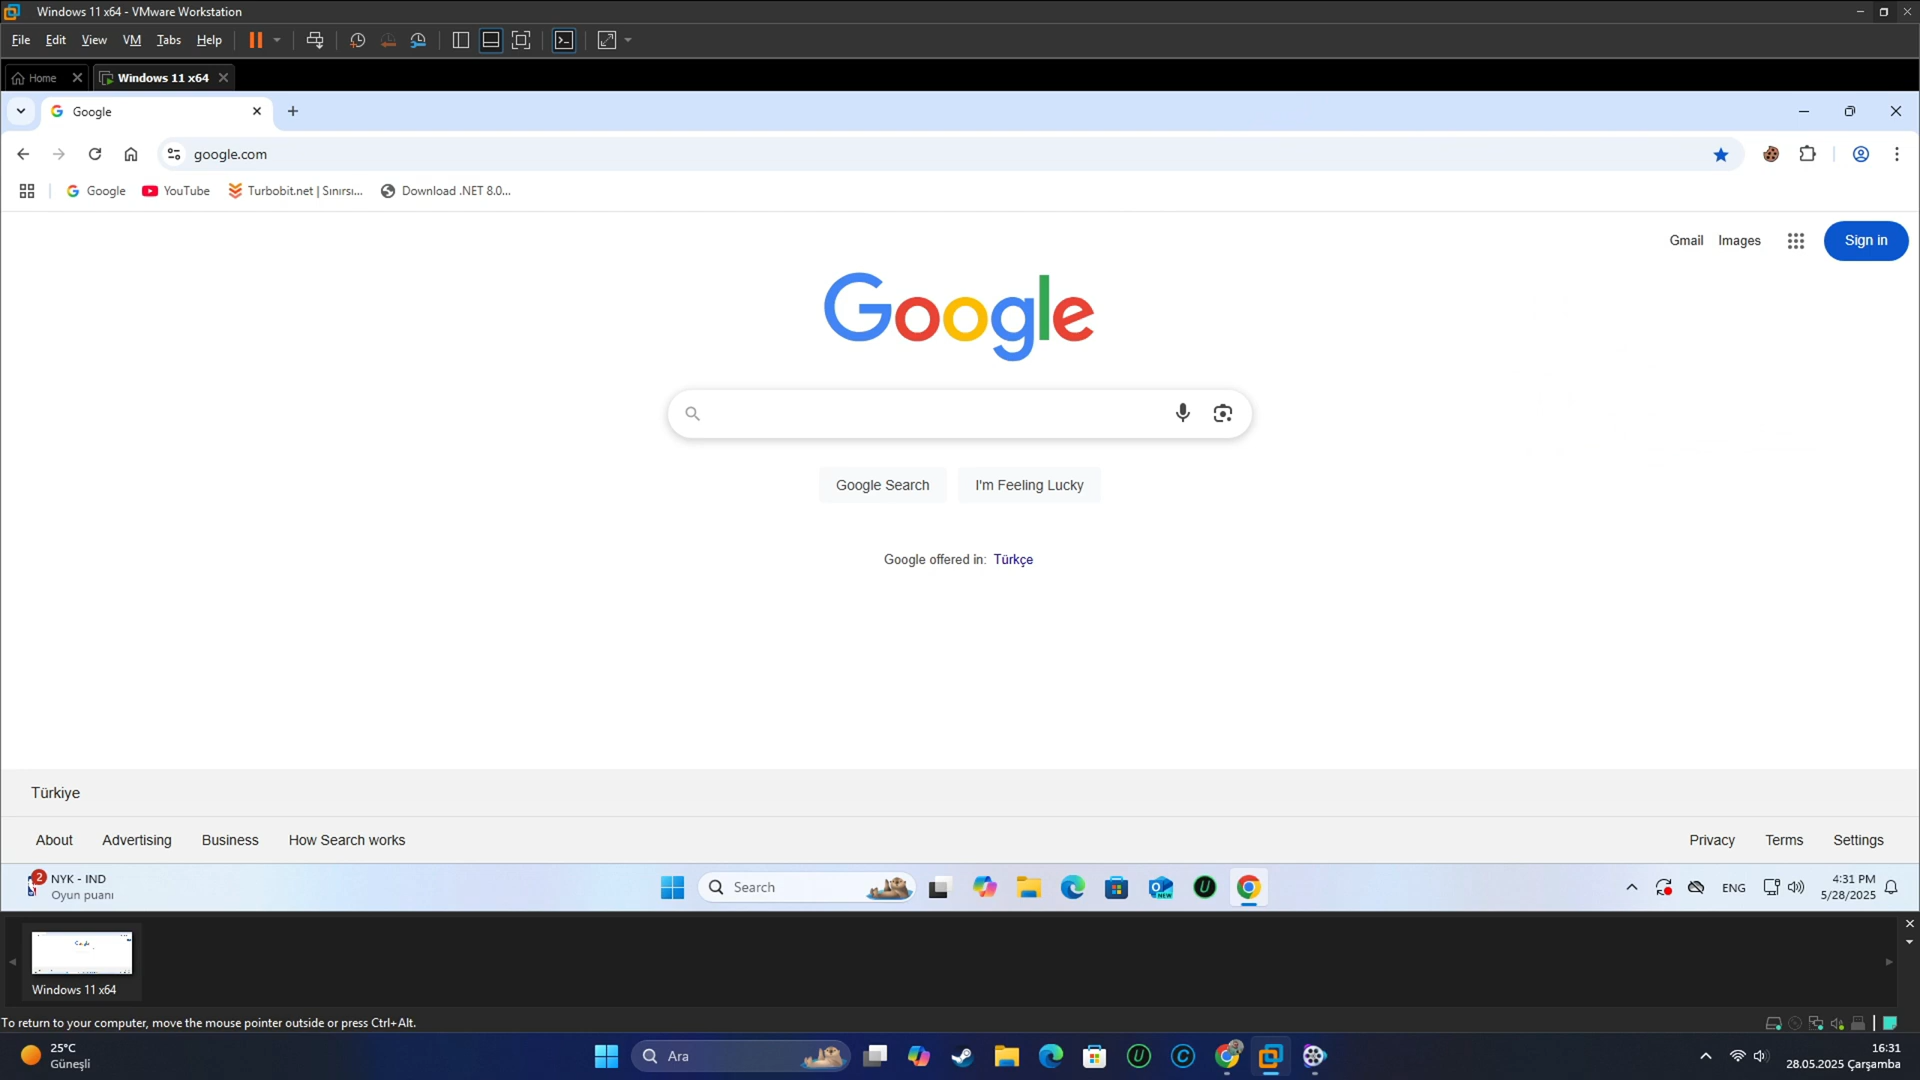 Windows 11 x64 - VMware Workstation
File Edit View VM Tabs Help
Home Windows 11 x64
Google
google.com
Google YouTube Turbobit.net | Sınırsı... Download .NET 8.0...
Gmail Images Sign in
Google
Google Search I'm Feeling Lucky
Google offered in: Türkçe
Türkiye
About Advertising Business How Search works Privacy Terms Settings
2 NYK - IND
Oyun puanı
Search
NEW
ENG
4:31 PM
5/28/2025
Windows 11 x64
To return to your computer, move the mouse pointer outside or press Ctrl+Alt.
25°C
Güneşli
Ara
16:31
28.05.2025 Çarşamba